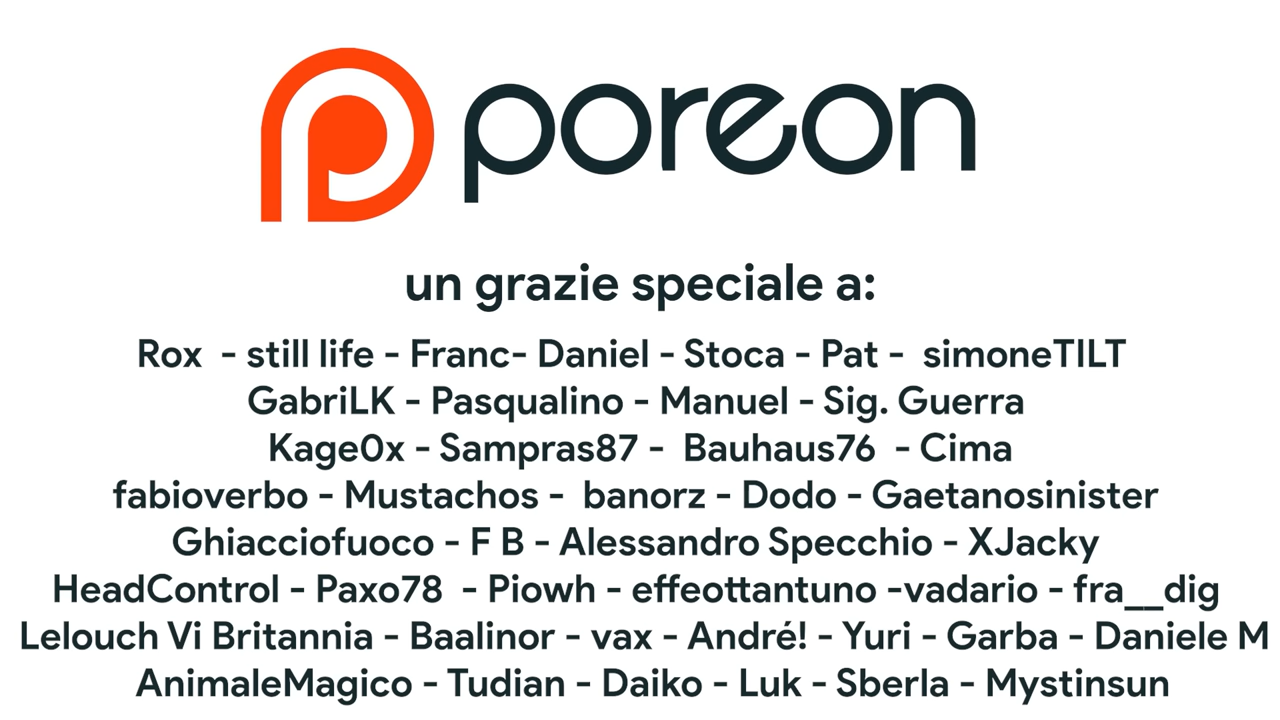 poreon
un grazie speciale a:
Rox - still life - Franc- Daniel - Stoca - Pat - simoneTILT
GabriLK - Pasqualino - Manuel - Sig. Guerra
Kage0x - Sampras87 - Bauhaus76 - Cima
fabioverbo - Mustachos - banorz - Dodo - Gaetanosinister
Ghiacciofuoco - F B - Alessandro Specchio - XJacky
HeadControl - Paxo78 - Piowh - effeottantuno -vadario - fra__dig
Lelouch Vi Britannia - Baalinor - vax - André! - Yuri - Garba - Daniele M
AnimaleMagico - Tudian - Daiko - Luk - Sberla - Mystinsun